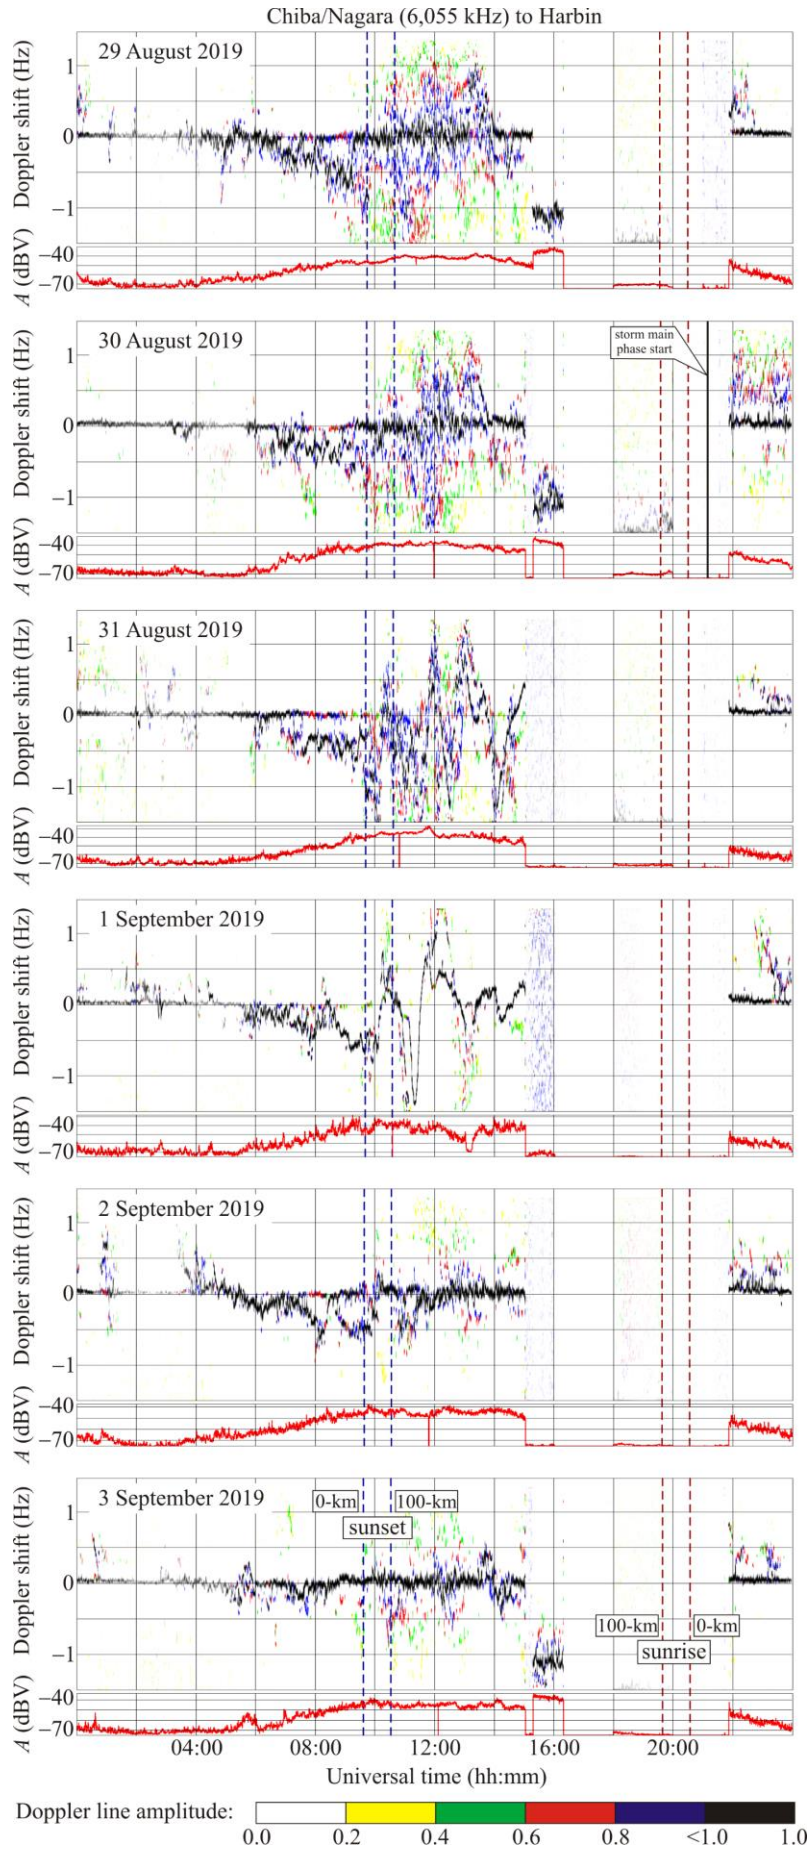 Chiba/Nagara (6,055 kHz) to Harbin
29 August 2019
Doppler shift (Hz)
1
0
−1
A (dBV)
−40
−70
30 August 2019
storm main
phase start
Doppler shift (Hz)
1
0
−1
A (dBV)
−40
−70
31 August 2019
Doppler shift (Hz)
1
0
−1
A (dBV)
−40
−70
1 September 2019
Doppler shift (Hz)
1
0
−1
A (dBV)
−40
−70
2 September 2019
Doppler shift (Hz)
1
0
−1
A (dBV)
−40
−70
3 September 2019
0-km
100-km
sunset
Doppler shift (Hz)
1
0
−1
100-km
0-km
sunrise
A (dBV)
−40
−70
04:00 08:00 12:00 16:00 20:00
Universal time (hh:mm)
Doppler line amplitude:
0.0 0.2 0.4 0.6 0.8 <1.0 1.0